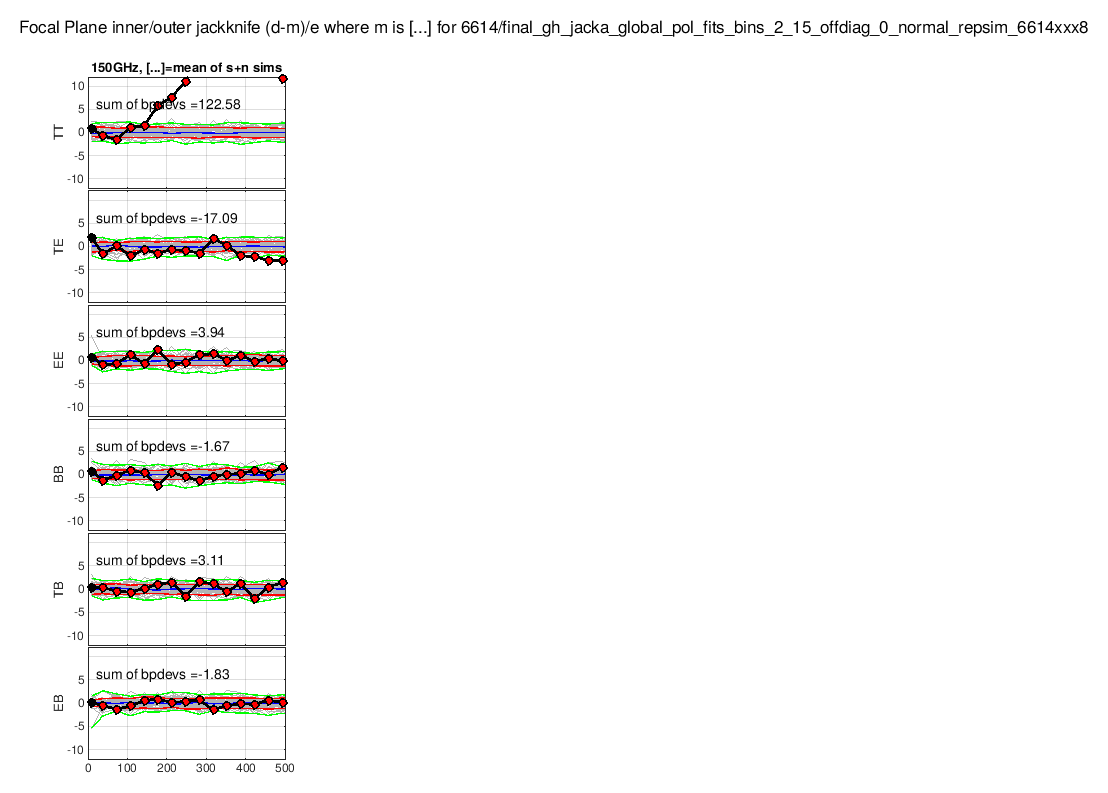 Focal Plane inner/outer jackknife (d-m)/e where m is [...] for 6614/final_gh_jacka_global_pol_fits_bins_2_15_offdiag_0_normal_repsim_6614xxx8
150GHz, [...]=mean of s+n sims
10
5
0
-5
-10
TT
sum of bpdevs =122.58
5
0
-5
-10
TE
sum of bpdevs =-17.09
5
0
-5
-10
EE
sum of bpdevs =3.94
5
0
-5
-10
BB
sum of bpdevs =-1.67
5
0
-5
-10
TB
sum of bpdevs =3.11
5
0
-5
-10
EB
sum of bpdevs =-1.83
0 100 200 300 400 500